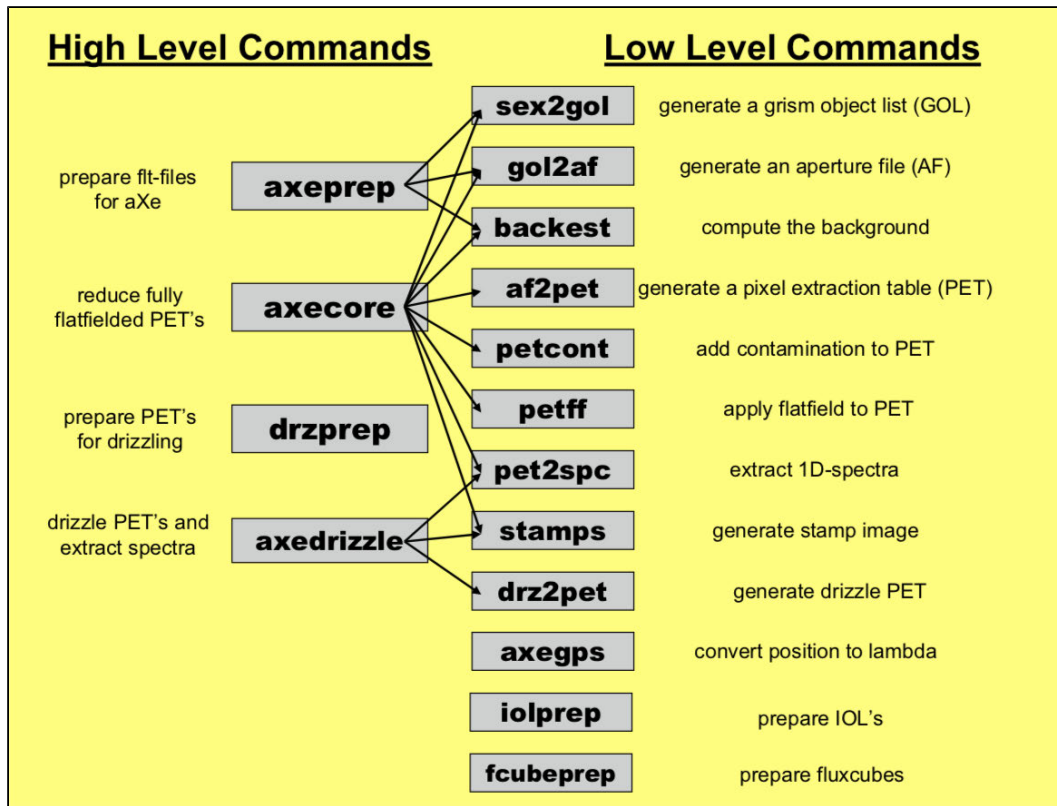 High Level Commands
Low Level Commands
prepare flt-files
for aXe
axeprep
reduce fully
flatfielded PET's
axecore
prepare PET's
for drizzling
drzprep
drizzle PET's and
extract spectra
axedrizzle
sex2gol
generate a grism object list (GOL)
gol2af
generate an aperture file (AF)
backest
compute the background
af2pet
generate a pixel extraction table (PET)
petcont
add contamination to PET
petff
apply flatfield to PET
pet2spc
extract 1D-spectra
stamps
generate stamp image
drz2pet
generate drizzle PET
axegps
convert position to lambda
iolprep
prepare IOL's
fcubeprep
prepare fluxcubes